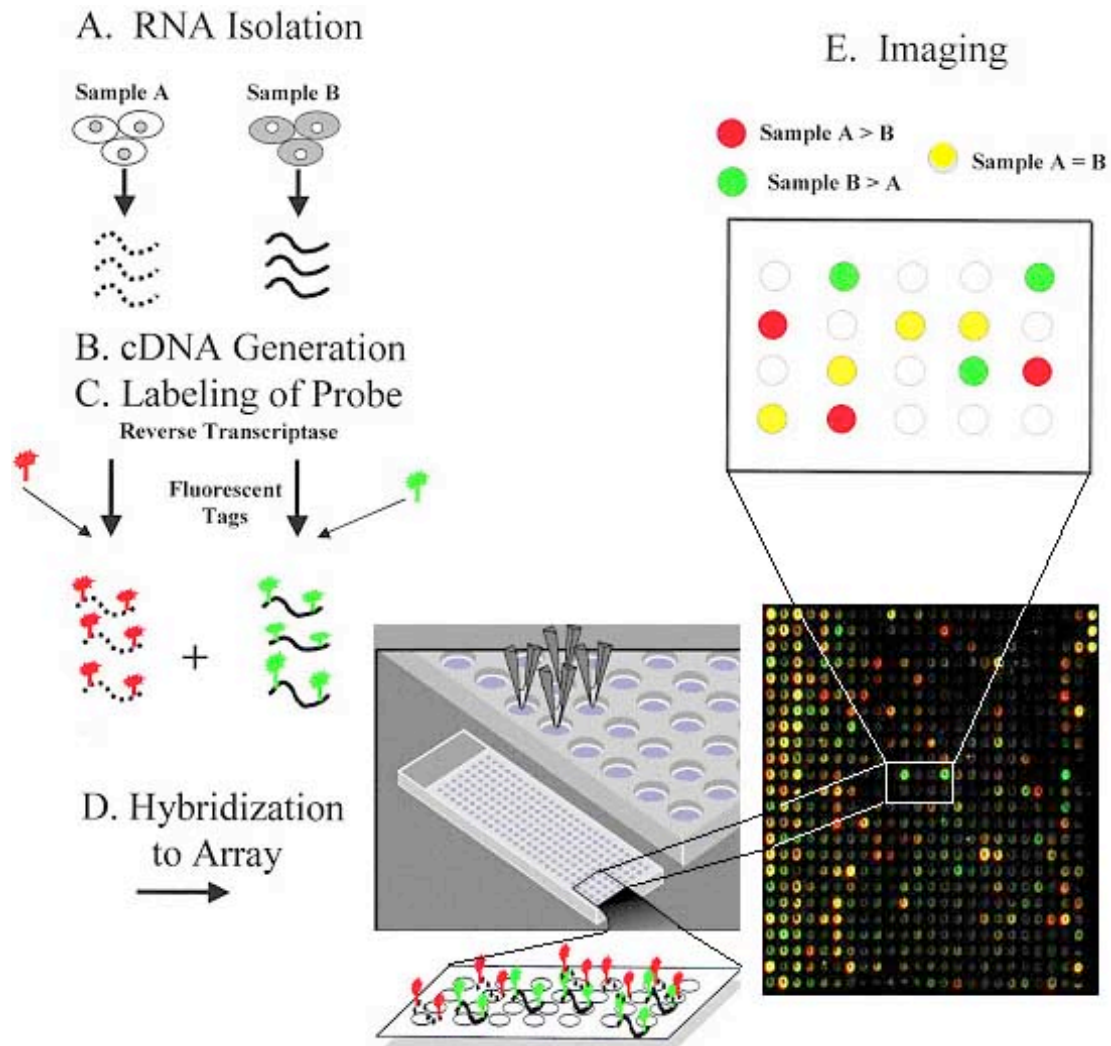 A. RNA Isolation
Sample A
Sample B
B. cDNA Generation
C. Labeling of Probe
Reverse Transcriptase
Fluorescent
Tags
+
D. Hybridization
to Array
E. Imaging
Sample A > B
Sample A = B
Sample B > A